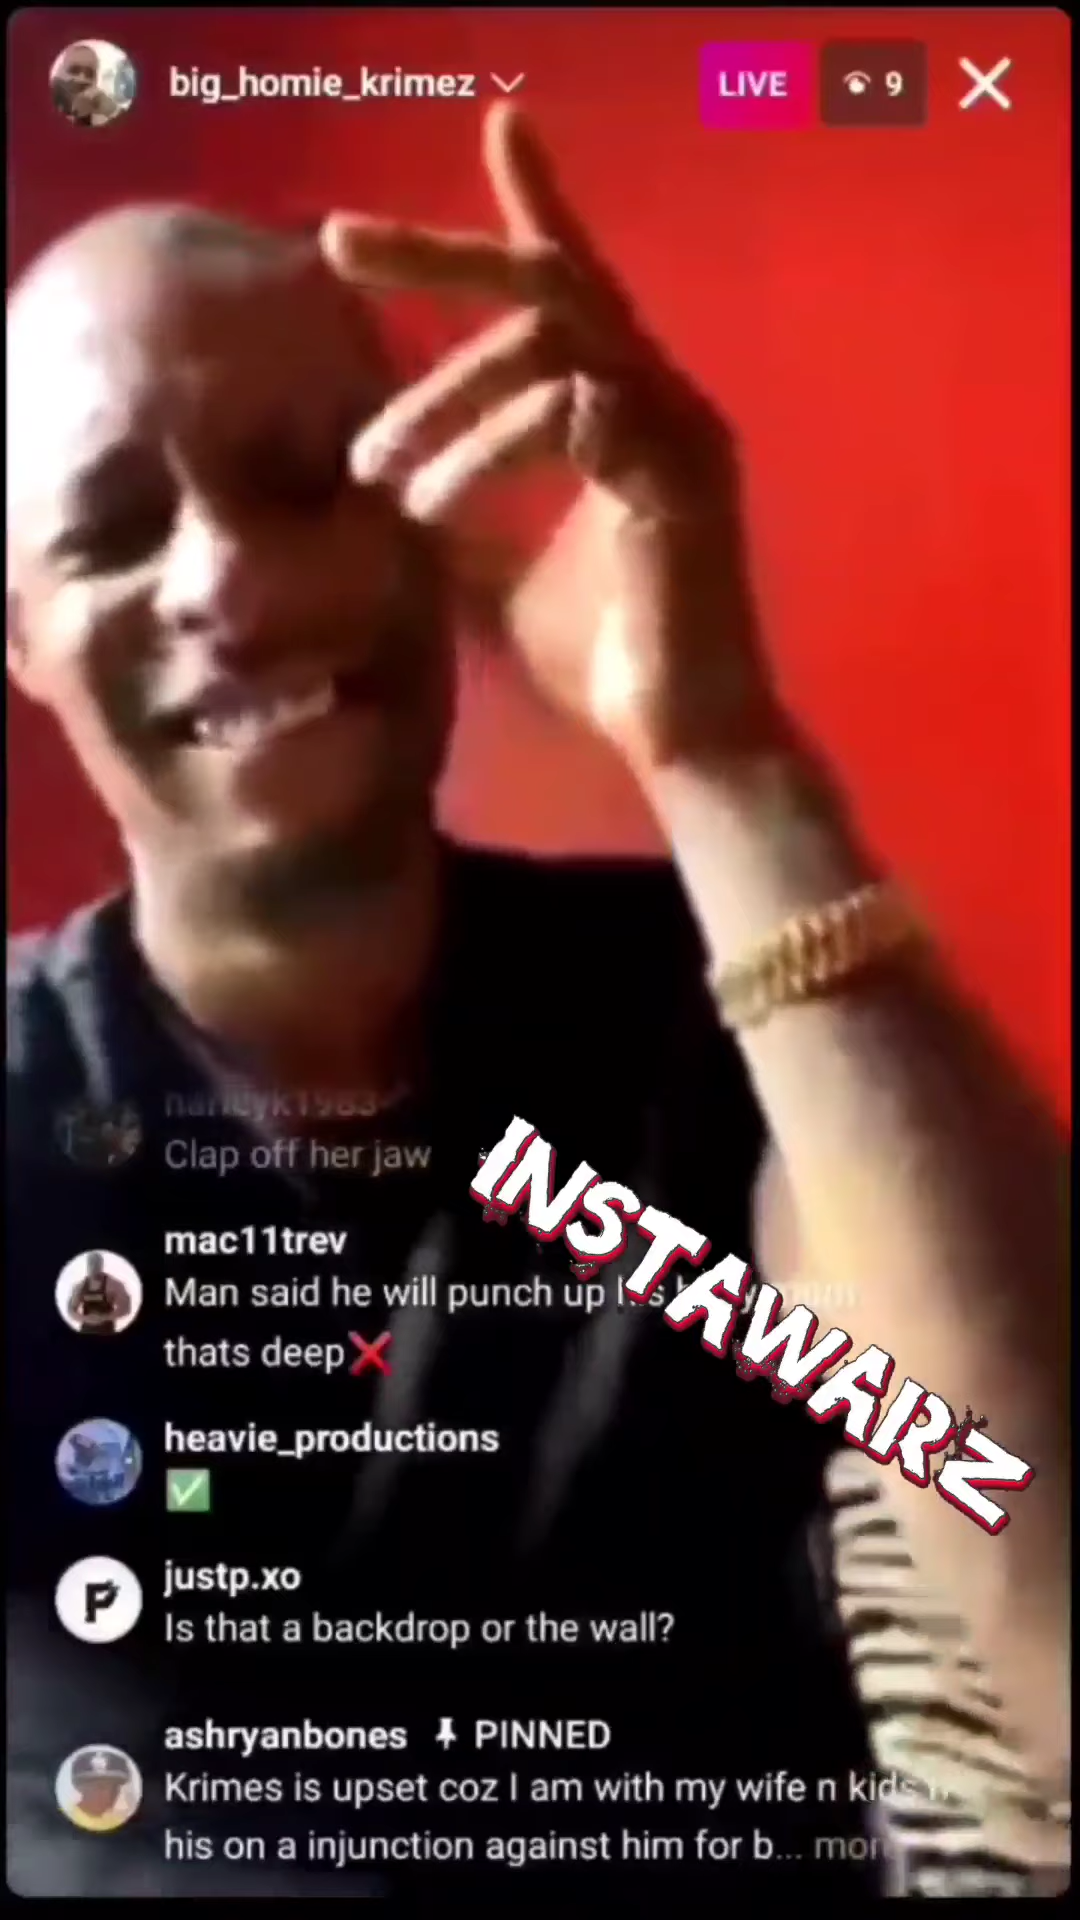 big_homie_krimez
LIVE
9
Clap off her jaw
mac11trev
Man said he will punch up
thats deep❌
heavie_productions
✅
justp.xo
Is that a backdrop or the wall?
ashryanbones PINNED
Krimes is upset coz I am with my wife n kids
his on a injunction against him for b... more
INSTAWARZ